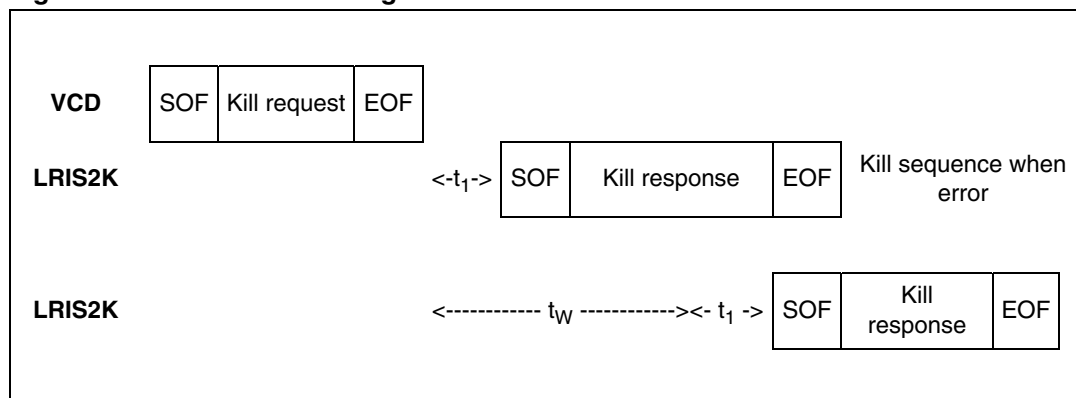 VCD SOF Kill request EOF
LRIS2K <-t1-> SOF Kill response EOF Kill sequence when
error
LRIS2K <------------ tW ------------><- t1 -> SOF Kill
response EOF